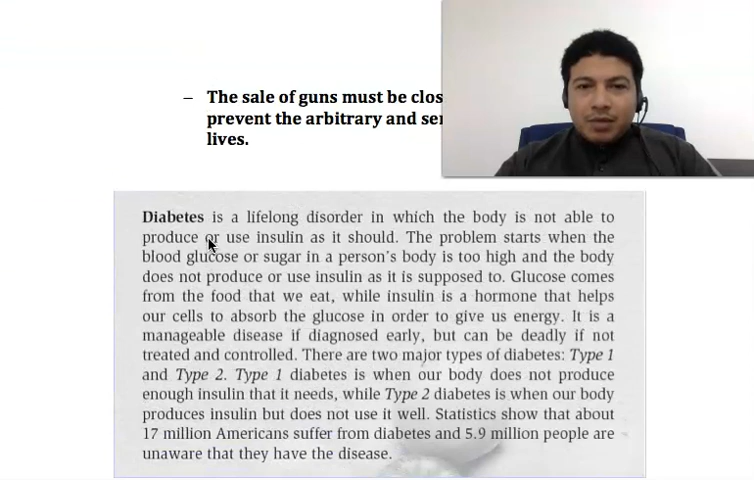 – The sale of guns must be clos
prevent the arbitrary and
lives.
Diabetes is a lifelong disorder in which the body is not able to
produce or use insulin as it should. The problem starts when the
blood glucose or sugar in a person's body is too high and the body
does not produce or use insulin as it is supposed to. Glucose comes
from the food that we eat, while insulin is a hormone that helps
our cells to absorb the glucose in order to give us energy. It is a
manageable disease if diagnosed early, but can be deadly if not
treated and controlled. There are two major types of diabetes: Type 1
and Type 2. Type 1 diabetes is when our body does not produce
enough insulin that it needs, while Type 2 diabetes is when our body
produces insulin but does not use it well. Statistics show that about
17 million Americans suffer from diabetes and 5.9 million people are
unaware that they have the disease.